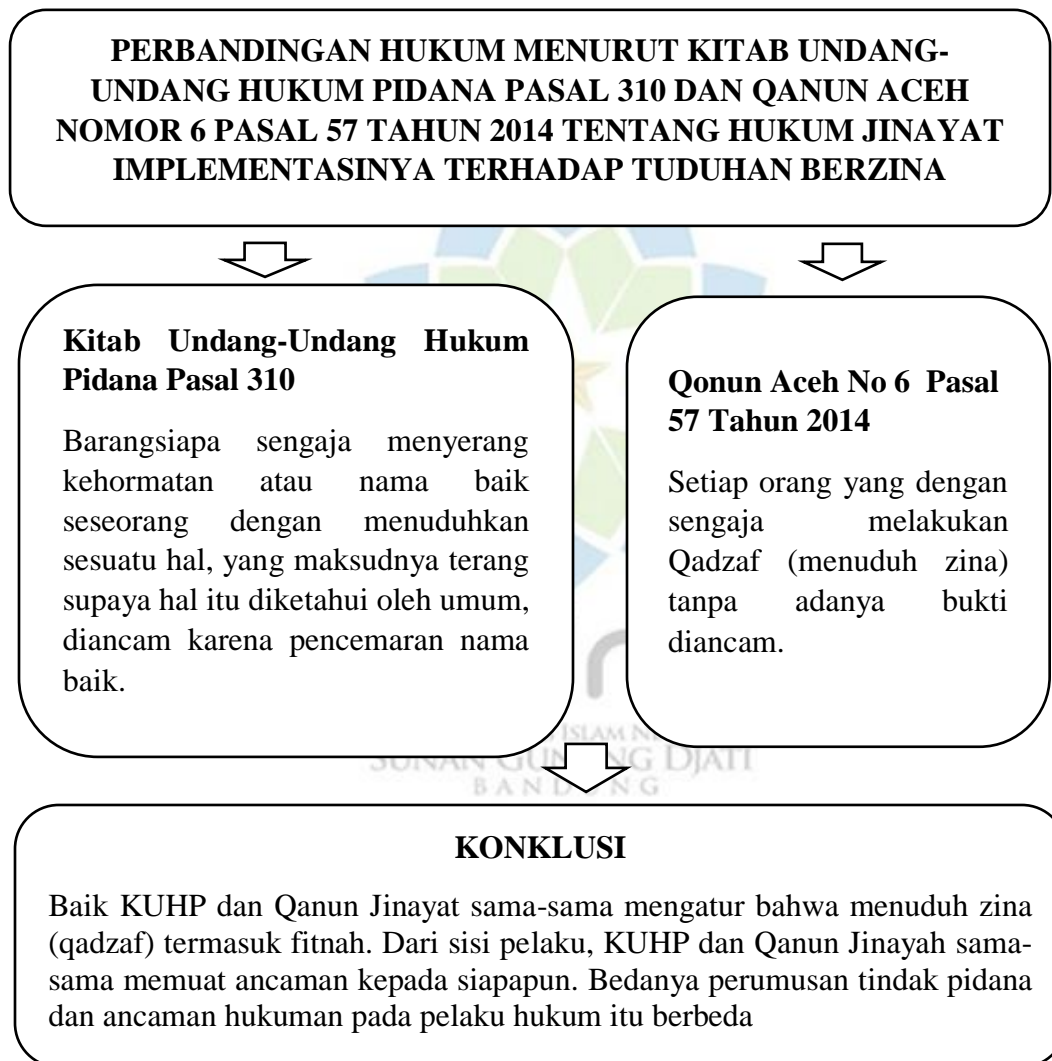 PERBANDINGAN HUKUM MENURUT KITAB UNDANG-
UNDANG HUKUM PIDANA PASAL 310 DAN QANUN ACEH
NOMOR 6 PASAL 57 TAHUN 2014 TENTANG HUKUM JINAYAT
IMPLEMENTASINYA TERHADAP TUDUHAN BERZINA
Kitab Undang-Undang Hukum
Pidana Pasal 310
Barangsiapa sengaja menyerang
kehormatan atau nama baik
seseorang dengan menuduhkan
sesuatu hal, yang maksudnya terang
supaya hal itu diketahui oleh umum,
diancam karena pencemaran nama
baik.
Qonun Aceh No 6 Pasal
57 Tahun 2014
Setiap orang yang dengan
sengaja melakukan
Qadzaf (menuduh zina)
tanpa adanya bukti
diancam.
ISLAM
SUNAN GUNUNG DJATI
BANDUNG
KONKLUSI
Baik KUHP dan Qanun Jinayat sama-sama mengatur bahwa menuduh zina
(qadzaf) termasuk fitnah. Dari sisi pelaku, KUHP dan Qanun Jinayah sama-
sama memuat ancaman kepada siapapun. Bedanya perumusan tindak pidana
dan ancaman hukuman pada pelaku hukum itu berbeda